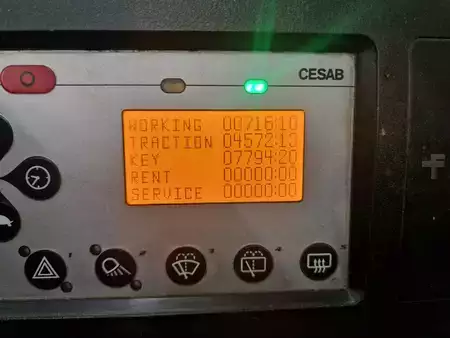 CESAB
WORKING 00716:10
TRACTION 04572:13
KEY 07794:20
RENT 00000:00
SERVICE 00000:00